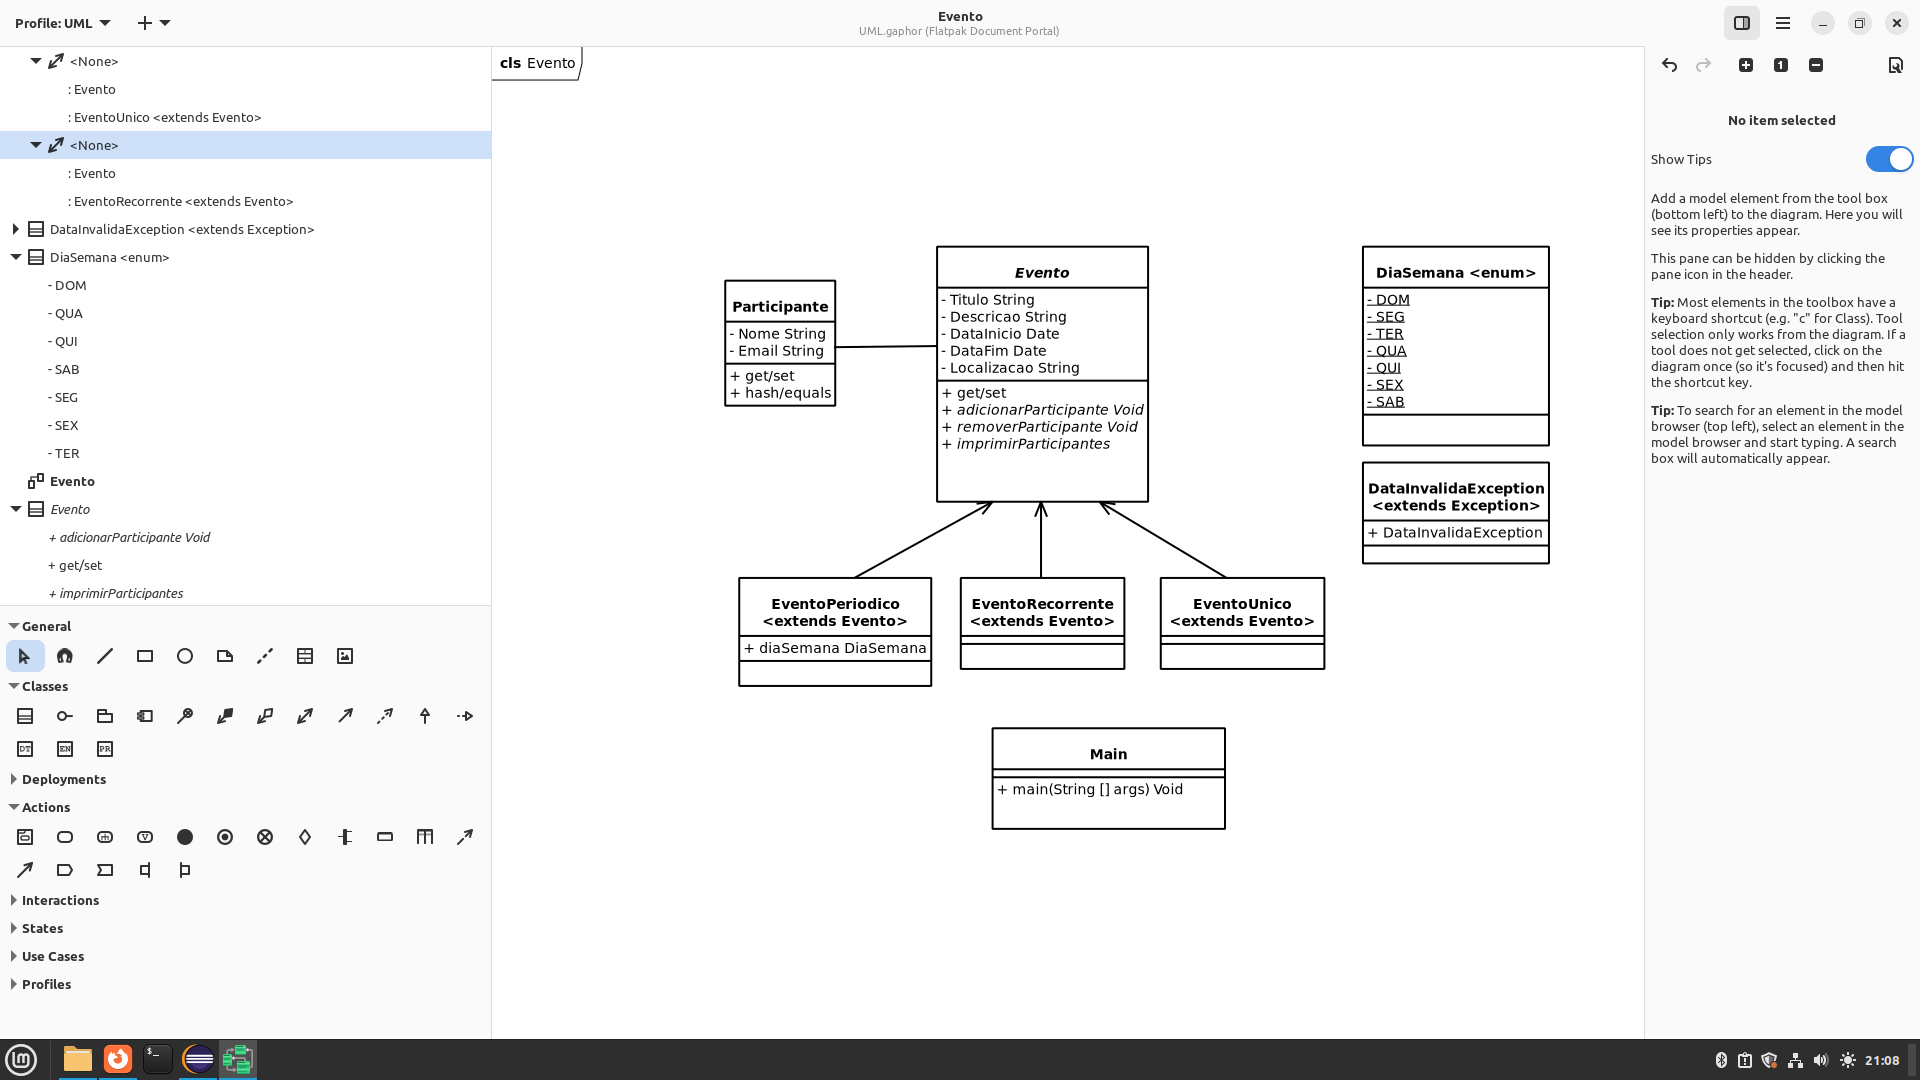 Profile: UML
Evento
UML.gaphor (Flatpak Document Portal)
<None>
: Evento
: EventoUnico <extends Evento>
<None>
: Evento
: EventoRecorrente <extends Evento>
DataInvalidaException <extends Exception>
DiaSemana <enum>
- DOM
- QUA
- QUI
- SAB
- SEG
- SEX
- TER
Evento
Evento
+ adicionarParticipante Void
+ get/set
+ imprimirParticipantes
General
Classes
DT
EN
PR
Deployments
Actions
Interactions
States
Use Cases
Profiles
cls Evento
Participante
- Nome String
- Email String
+ get/set
+ hash/equals
Evento
- Titulo String
- Descricao String
- DataInicio Date
- DataFim Date
- Localizacao String
+ get/set
+ adicionarParticipante Void
+ removerParticipante Void
+ imprimirParticipantes
DiaSemana <enum>
- DOM
- SEG
- TER
- QUA
- QUI
- SEX
- SAB
DataInvalidaException
<extends Exception>
+ DataInvalidaException
EventoPeriodico
<extends Evento>
+ diaSemana DiaSemana
EventoRecorrente
<extends Evento>
EventoUnico
<extends Evento>
Main
+ main(String [] args) Void
1
No item selected
Show Tips
Add a model element from the tool box
(bottom left) to the diagram. Here you will
see its properties appear.
This pane can be hidden by clicking the
pane icon in the header.
Tip: Most elements in the toolbox have a
keyboard shortcut (e.g. "c" for Class). Tool
selection only works from the diagram. If a
tool does not get selected, click on the
diagram once (so it's focused) and then hit
the shortcut key.
Tip: To search for an element in the model
browser (top left), select an element in the
model browser and start typing. A search
box will automatically appear.
21:08